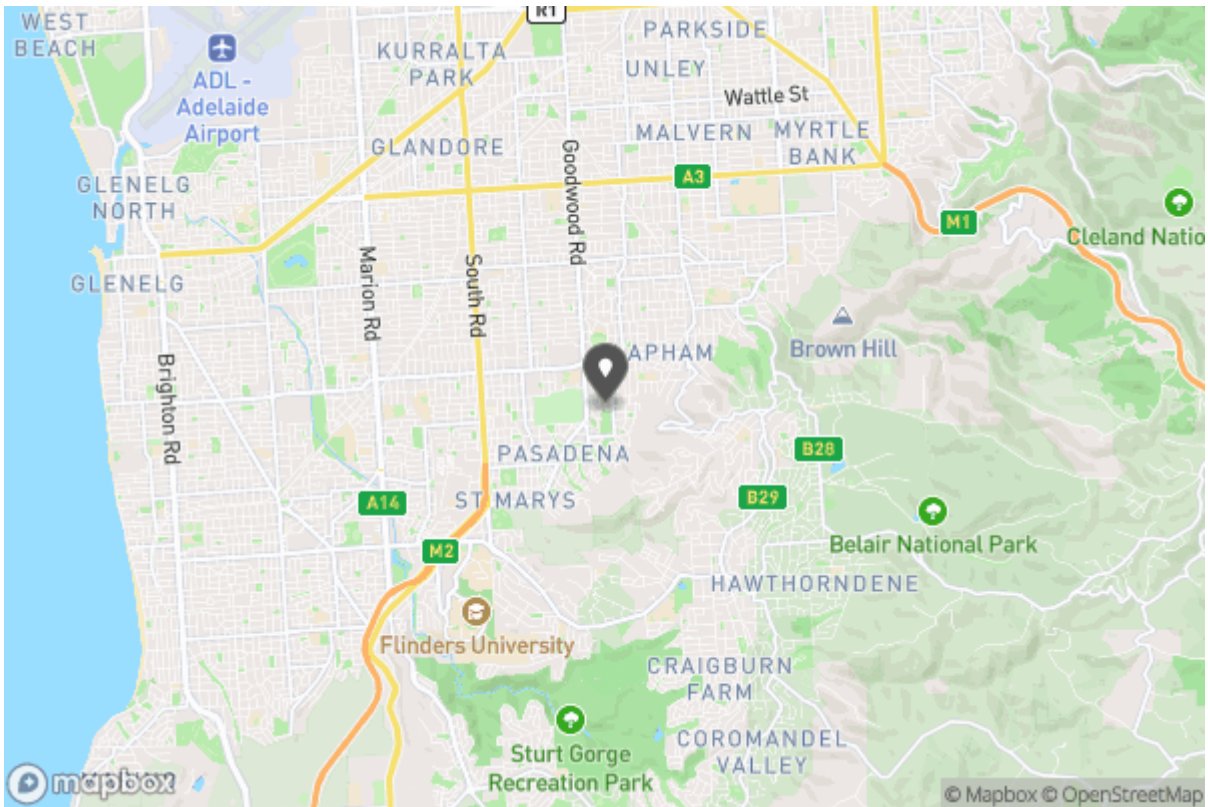 WEST
BEACH
R1
PARKSIDE
KURRALTA
PARK
UNLEY
ADL -
Adelaide
Airport
Wattle St
GLANDORE
MALVERN
MYRTLE
BANK
Goodwood Rd
A3
GLENELG
NORTH
M1
Cleland Natio
Marion Rd
South Rd
GLENELG
Brown Hill
APHAM
Brighton Rd
PASADENA
B28
ST MARYS
A14
B29
M2
Belair National Park
HAWTHORNDENE
Flinders University
CRAIGBURN
FARM
Sturt Gorge
Recreation Park
COROMANDEL
VALLEY
mapbox
© Mapbox © OpenStreetMap